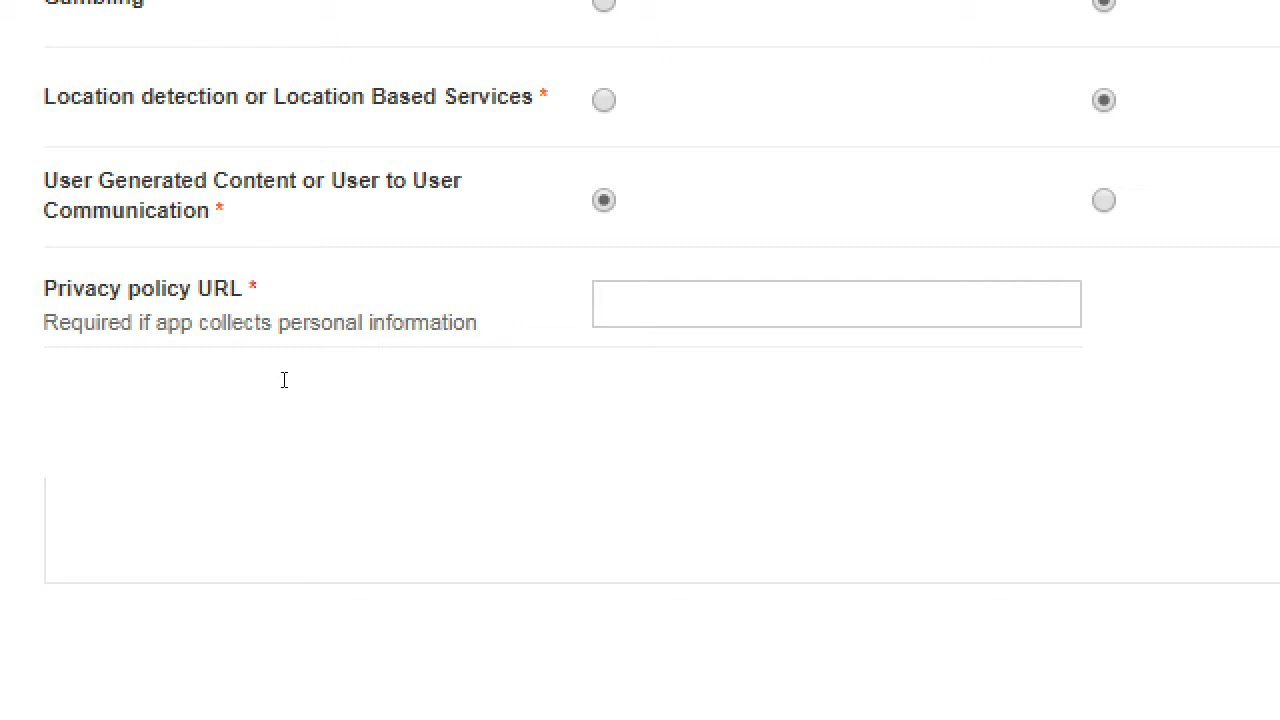 Gambling
Location detection or Location Based Services *
User Generated Content or User to User
Communication *
Privacy policy URL *
Required if app collects personal information